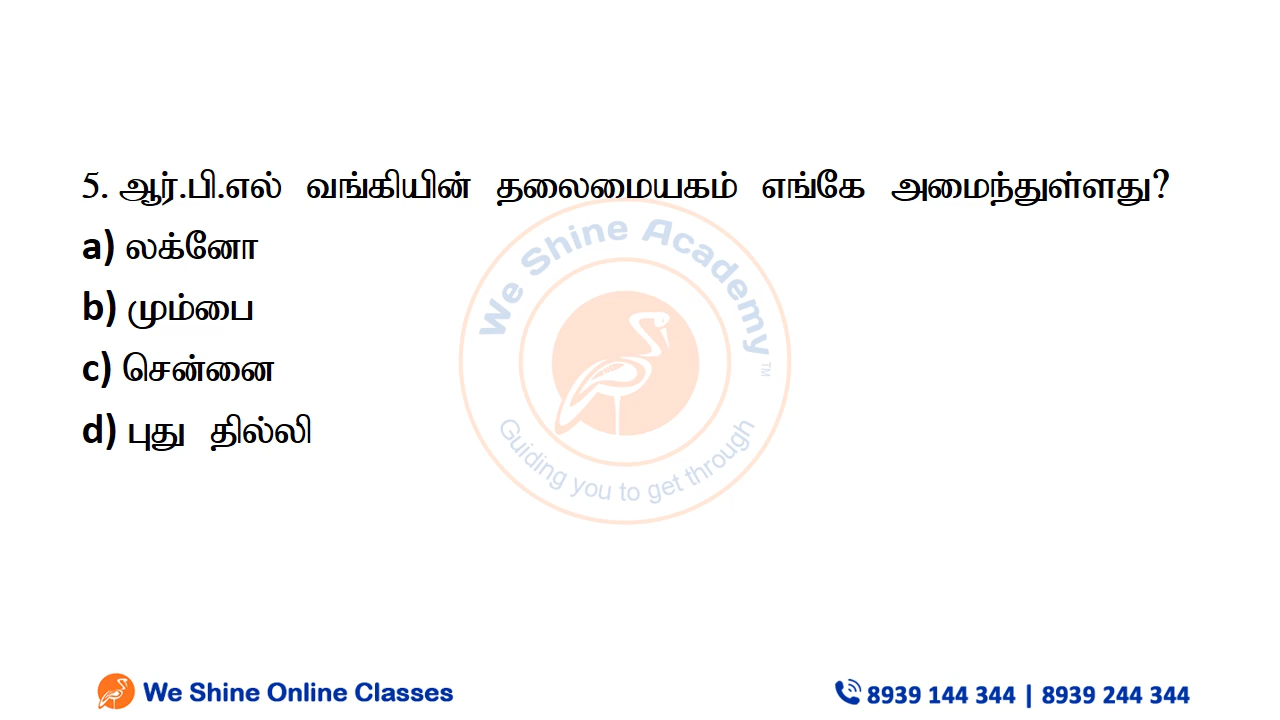 5. ஆர்.பி.எல் வங்கியின் தலைமையகம் எங்கே அமைந்துள்ளது?
a) லக்னோ
b) மும்பை
c) சென்னை
d) புது தில்லி
We Shine Academy
TM
Guiding you to get through
We Shine Online Classes
8939 144 344 | 8939 244 344